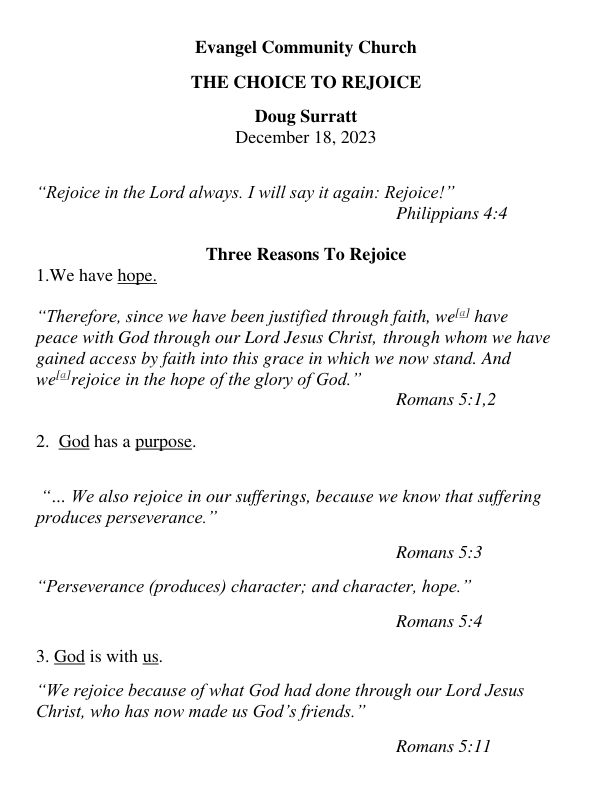 Evangel Community Church
THE CHOICE TO REJOICE
Doug Surratt
December 18, 2023
“Rejoice in the Lord always. I will say it again: Rejoice!”
Philippians 4:4
Three Reasons To Rejoice
1.We have hope.
“Therefore, since we have been justified through faith, we[a] have
peace with God through our Lord Jesus Christ, through whom we have
gained access by faith into this grace in which we now stand. And
we[a]rejoice in the hope of the glory of God.”
Romans 5:1,2
2. God has a purpose.
“… We also rejoice in our sufferings, because we know that suffering
produces perseverance.”
Romans 5:3
“Perseverance (produces) character; and character, hope.”
Romans 5:4
3. God is with us.
“We rejoice because of what God had done through our Lord Jesus
Christ, who has now made us God’s friends.”
Romans 5:11